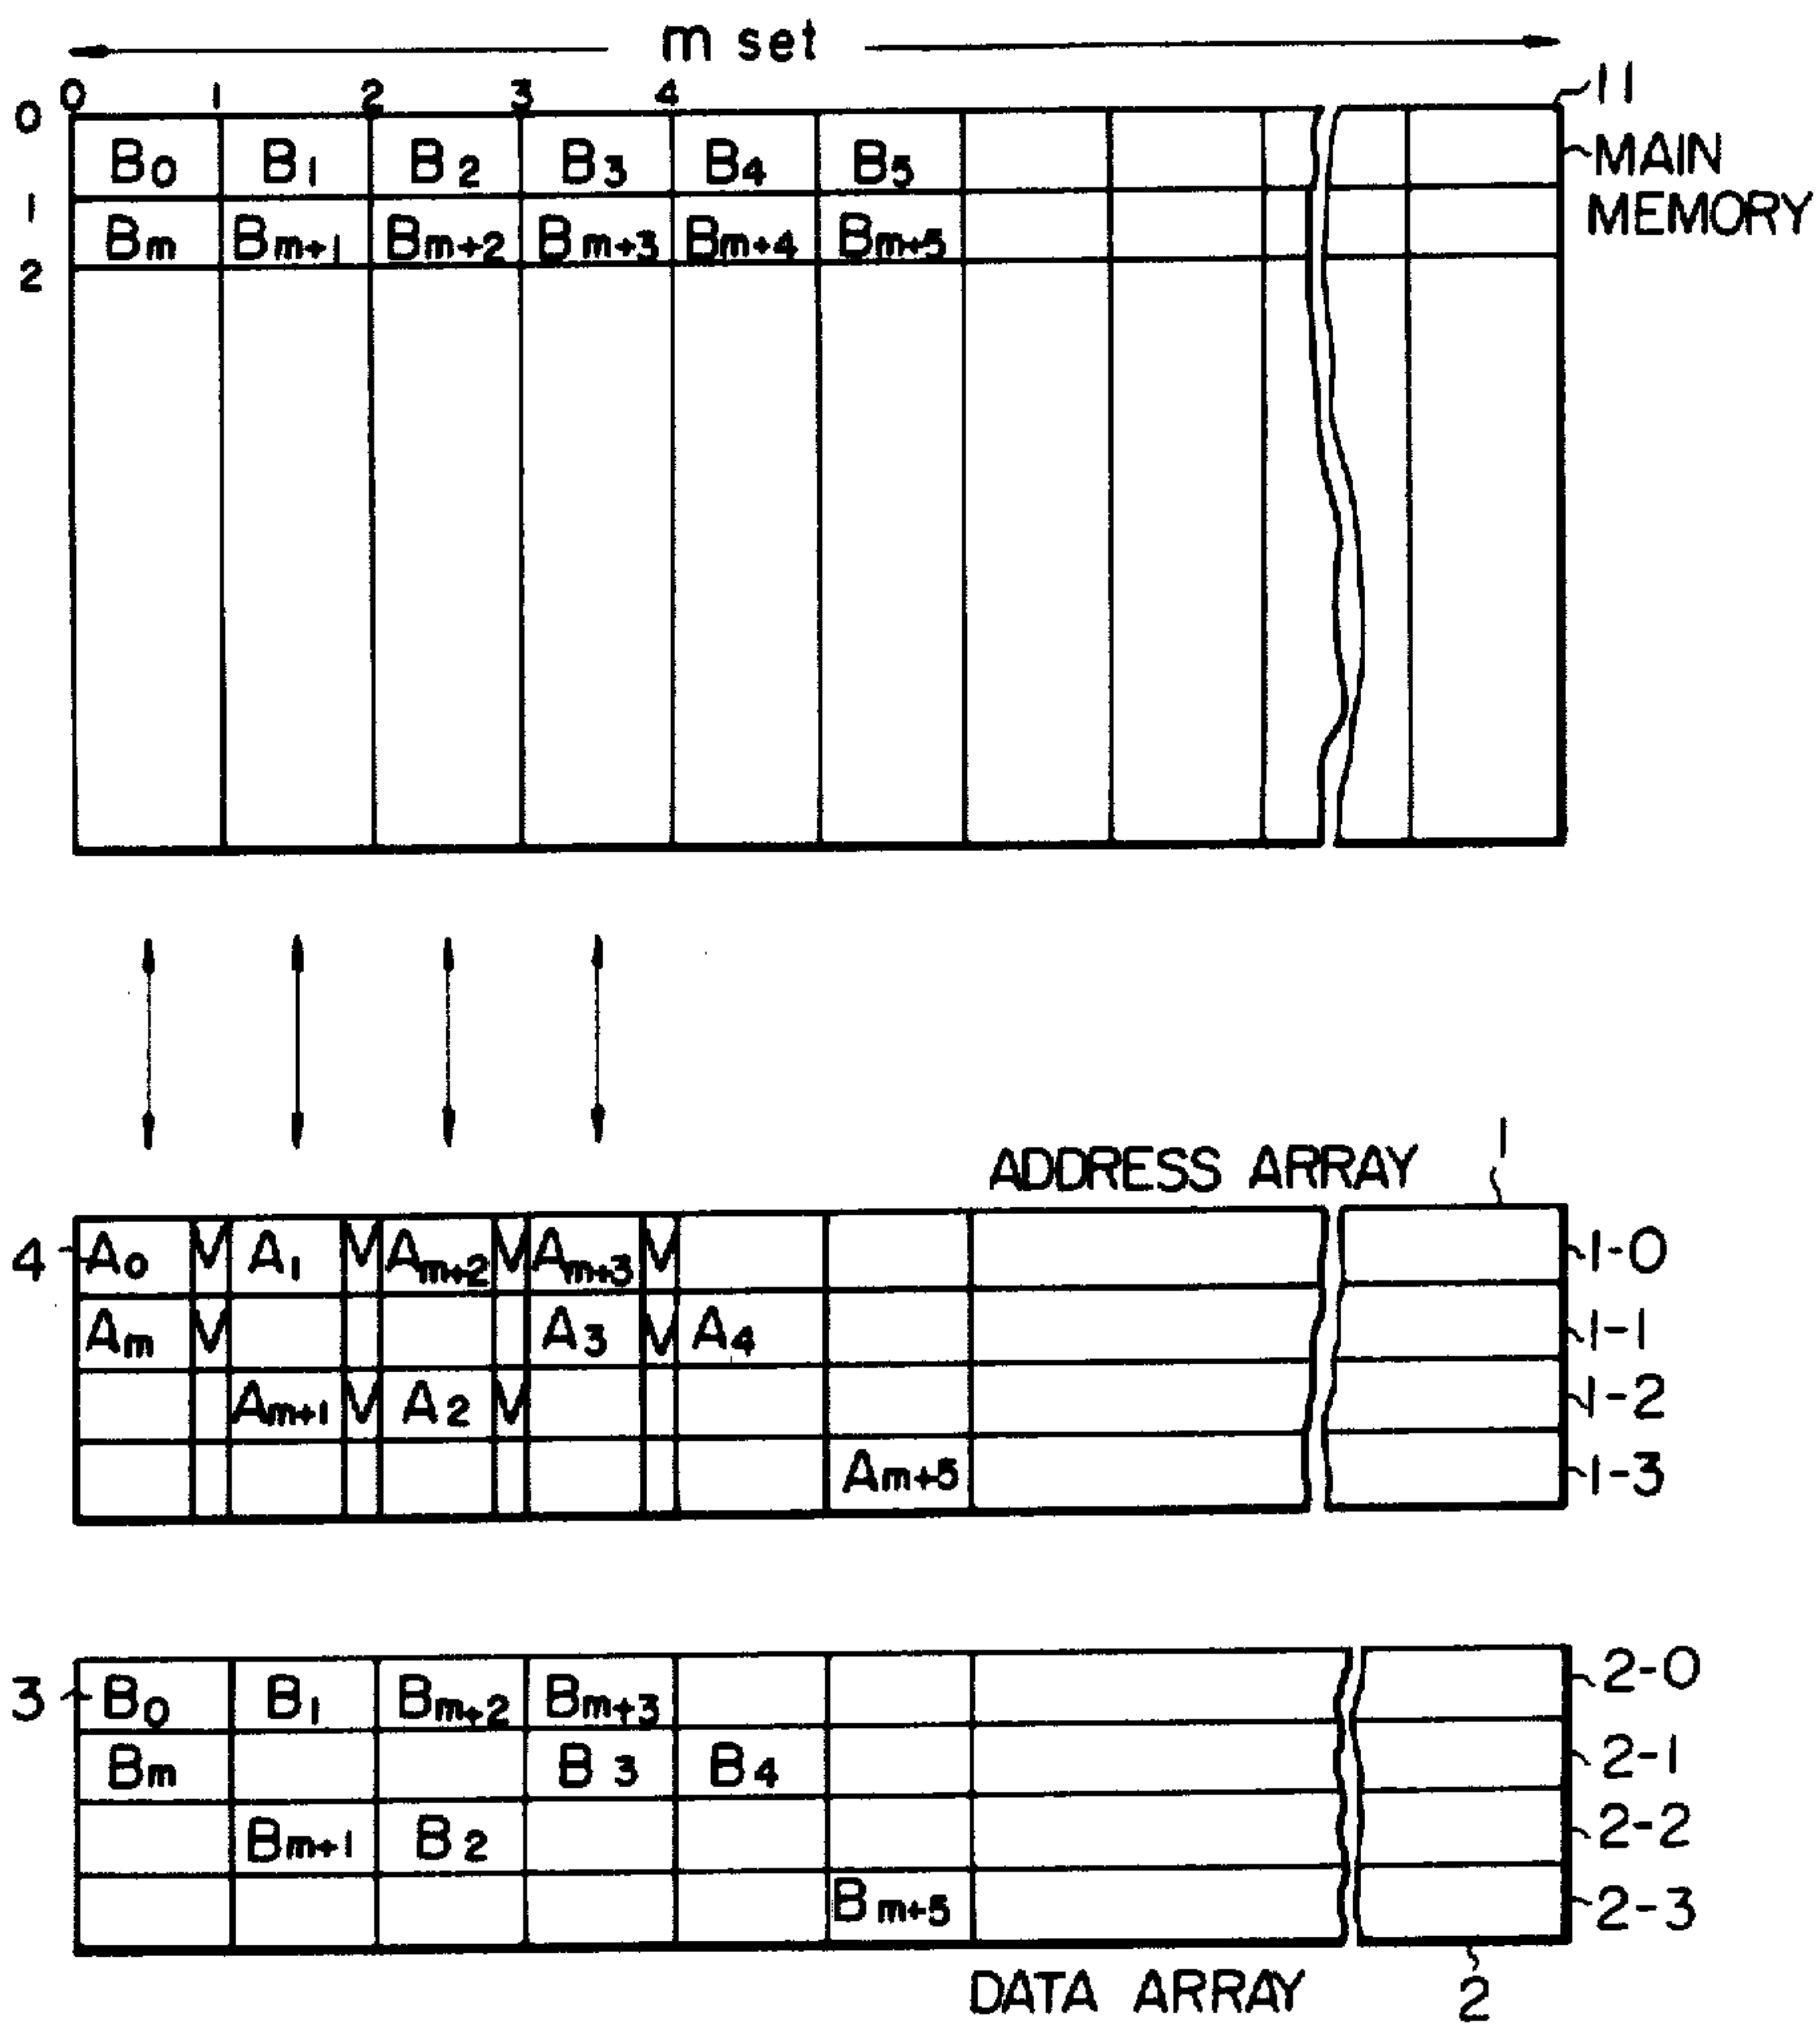 m set
0 1 2 3 4
11
0 B0 B1 B2 B3 B4 B5 MAIN
1 Bm Bm+1 Bm+2 Bm+3 Bm+4 Bm+5 MEMORY
2
ADDRESS ARRAY 1
4 A0 V A1 V Am+2 V Am+3 V 1-0
Am V A3 V A4 1-1
Am+1 V A2 V 1-2
Am+5 1-3
3 B0 B1 Bm+2 Bm+3 2-0
Bm B3 B4 2-1
Bm+1 B2 2-2
Bm+5 2-3
DATA ARRAY 2